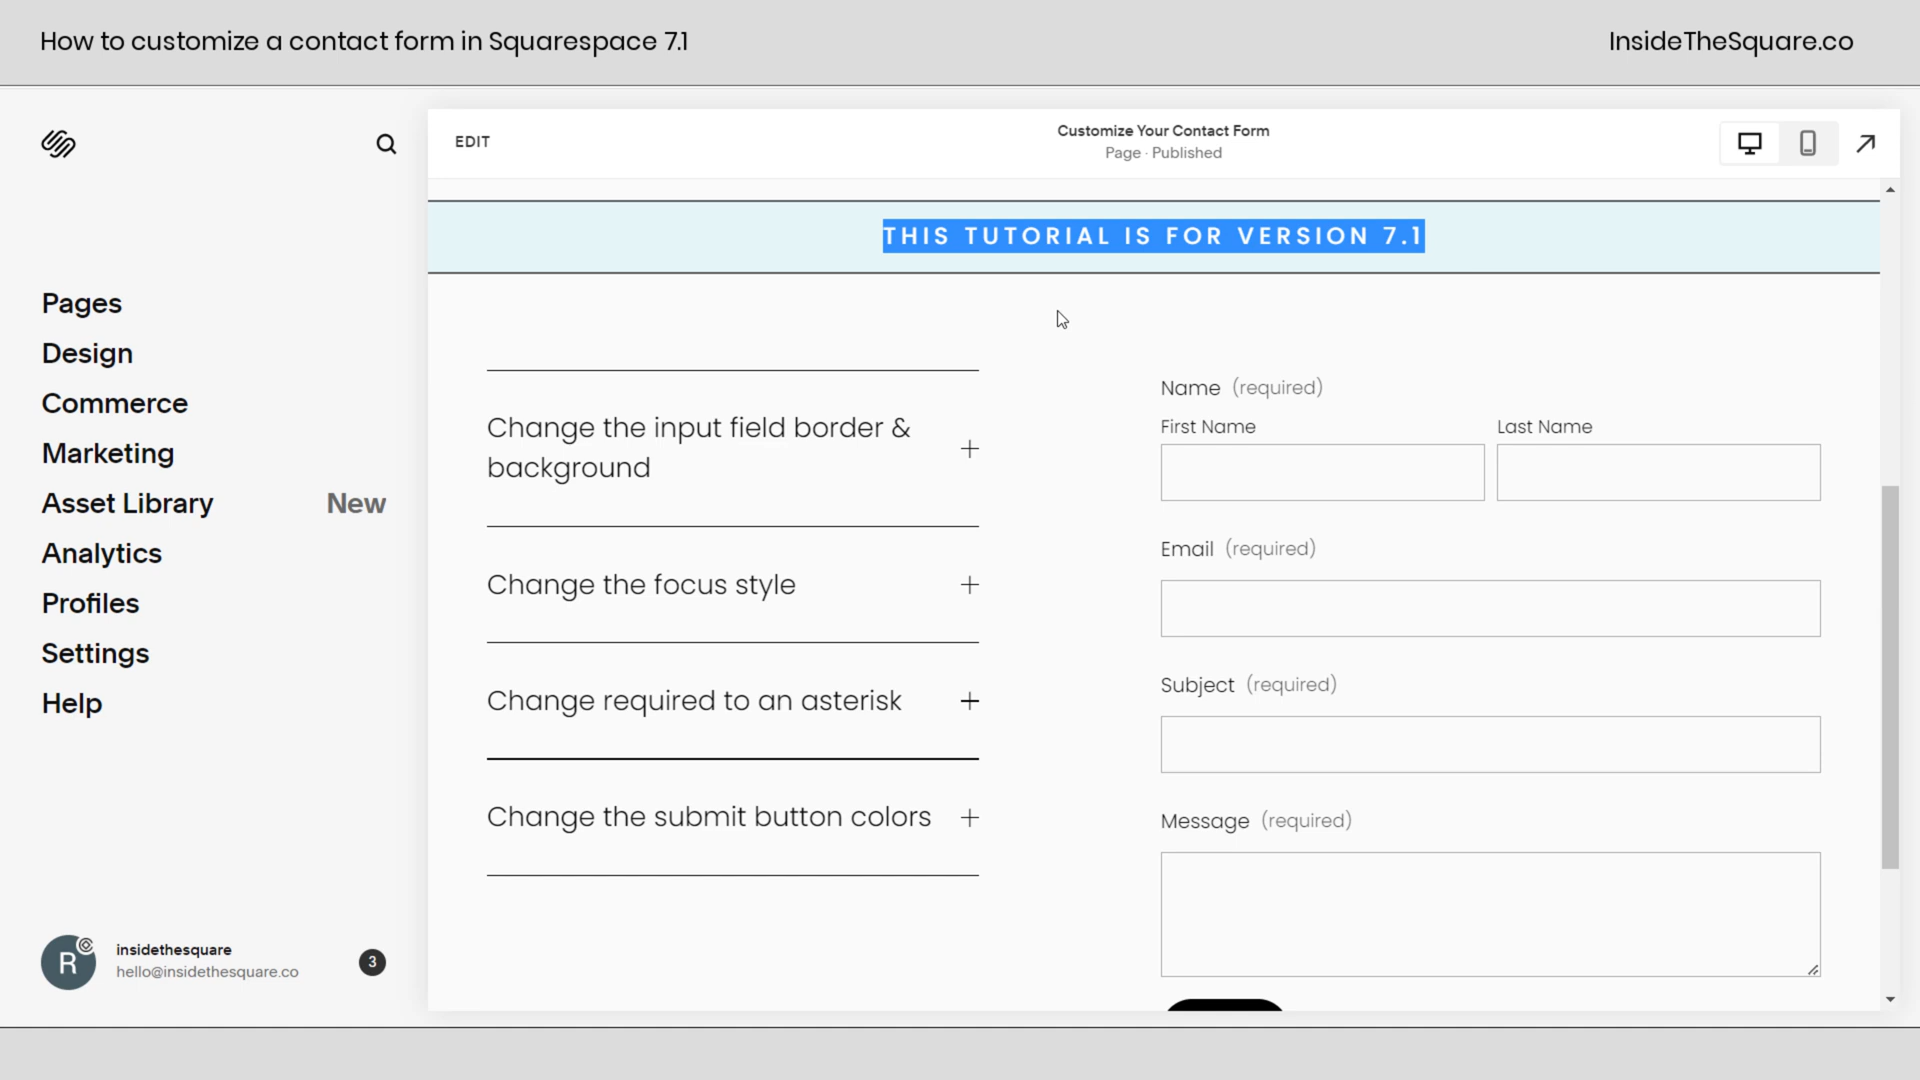 How to customize a contact form in Squarespace 7.1
InsideTheSquare.co
EDIT
Customize Your Contact Form
Page · Published
Pages
Design
Commerce
Marketing
Asset Library New
Analytics
Profiles
Settings
Help
R
insidethesquare
hello@insidethesquare.co
3
THIS TUTORIAL IS FOR VERSION 7.1
Change the input field border &
background
Change the focus style
Change required to an asterisk
Change the submit button colors
Name (required)
First Name Last Name
Email (required)
Subject (required)
Message (required)